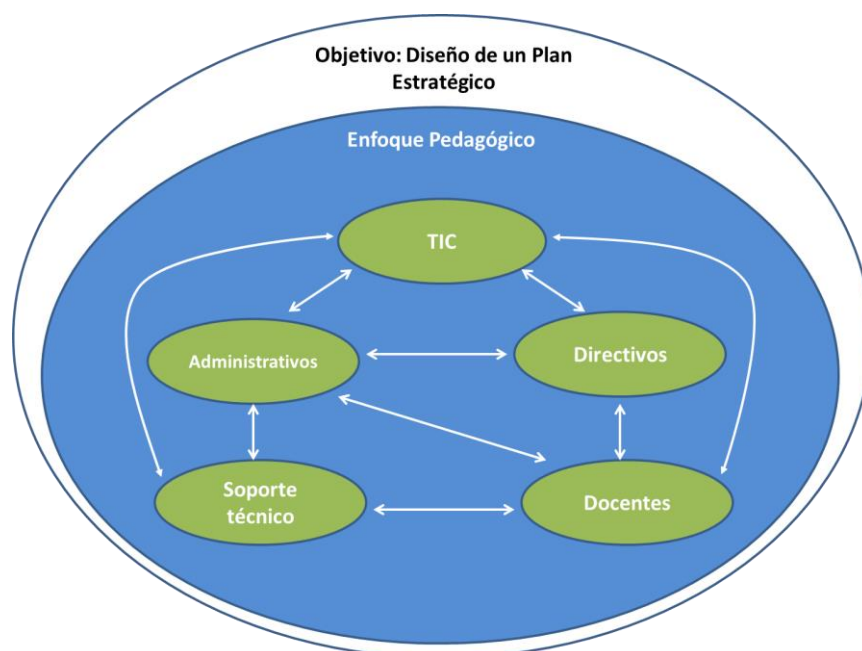 Objetivo: Diseño de un Plan
Estratégico
Enfoque Pedagógico
TIC
Administrativos
Directivos
Soporte
técnico
Docentes